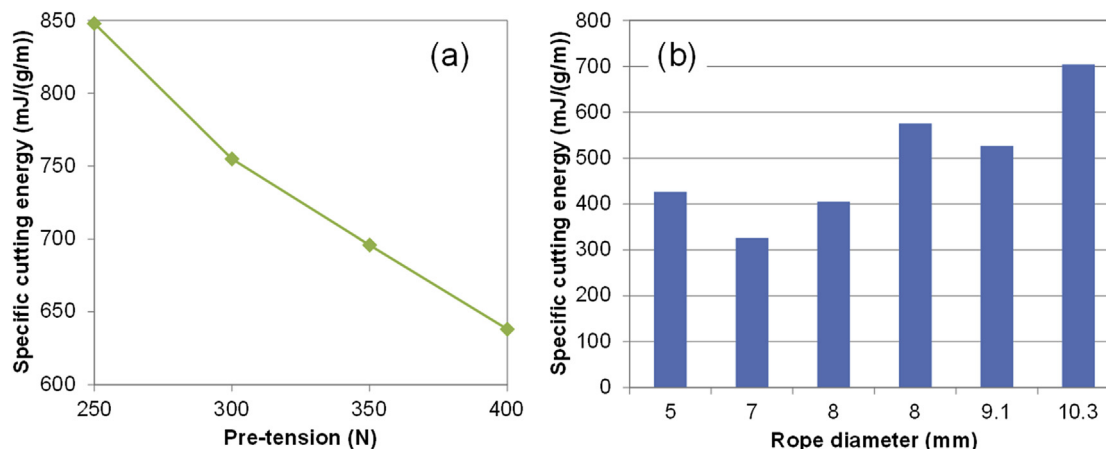 (a)
Specific cutting energy (mJ/(g/m))
850
800
750
700
650
600
250 300 350 400
Pre-tension (N)
(b)
Specific cutting energy (mJ/(g/m))
800
700
600
500
400
300
200
100
0
5 7 8 8 9.1 10.3
Rope diameter (mm)